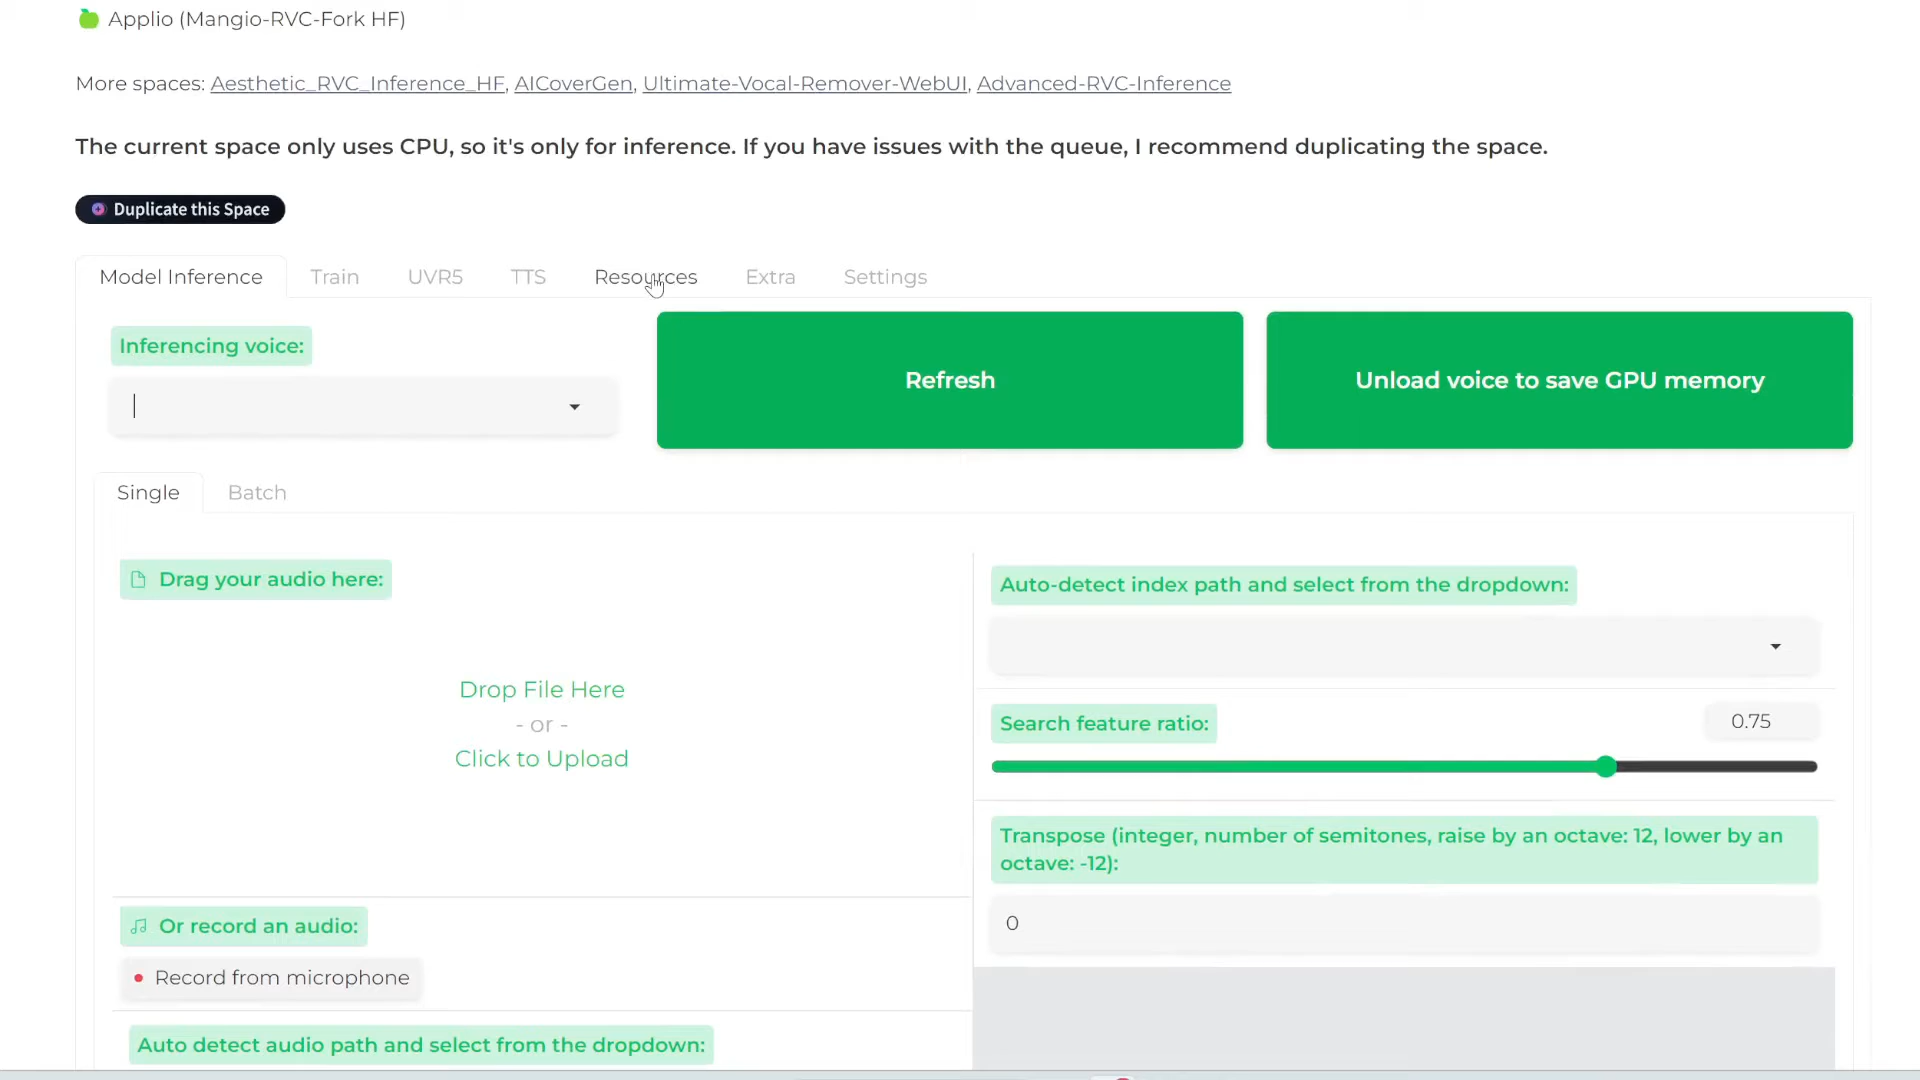 Applio (Mangio-RVC-Fork HF)
More spaces: Aesthetic_RVC_Inference_HF, AICoverGen, Ultimate-Vocal-Remover-WebUI, Advanced-RVC-Inference
The current space only uses CPU, so it's only for inference. If you have issues with the queue, I recommend duplicating the space.
Duplicate this Space
Model Inference Train UVR5 TTS Resources Extra Settings
Inferencing voice:
Refresh
Unload voice to save GPU memory
Single Batch
Drag your audio here:
Drop File Here
- or -
Click to Upload
Or record an audio:
Record from microphone
Auto detect audio path and select from the dropdown:
Auto-detect index path and select from the dropdown:
Search feature ratio:
0.75
Transpose (integer, number of semitones, raise by an octave: 12, lower by an
octave: -12):
0